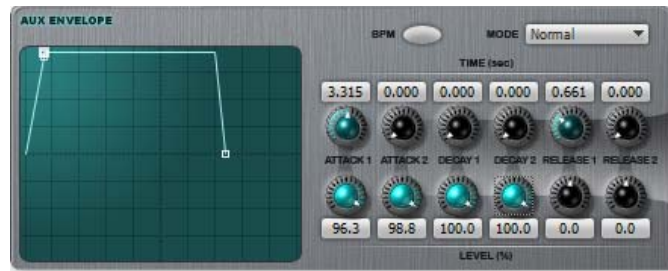 AUX ENVELOPE
BPM MODE Normal
TIME (sec)
3.315 0.000 0.000 0.000 0.661 0.000
ATTACK 1 ATTACK 2 DECAY 1 DECAY 2 RELEASE 1 RELEASE 2
96.3 98.8 100.0 100.0 0.0 0.0
LEVEL (%)